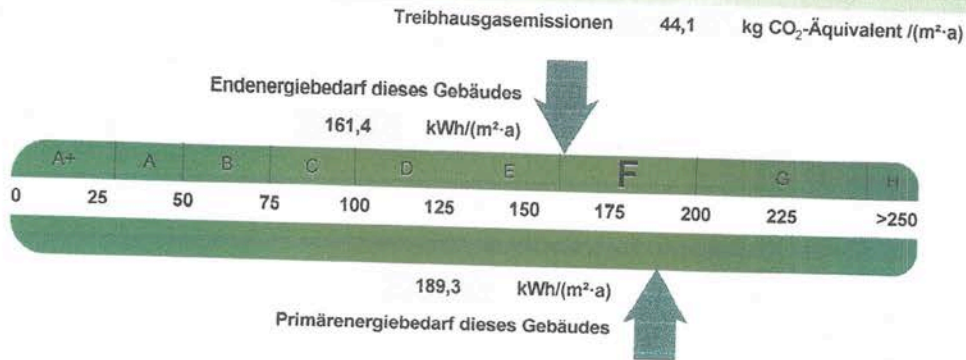 Treibhausgasemissionen 44,1 kg CO₂-Äquivalent /(m²·a)
Endenergiebedarf dieses Gebäudes
161,4 kWh/(m²·a)
A+ A B C D E F G H
0 25 50 75 100 125 150 175 200 225 >250
189,3 kWh/(m²·a)
Primärenergiebedarf dieses Gebäudes